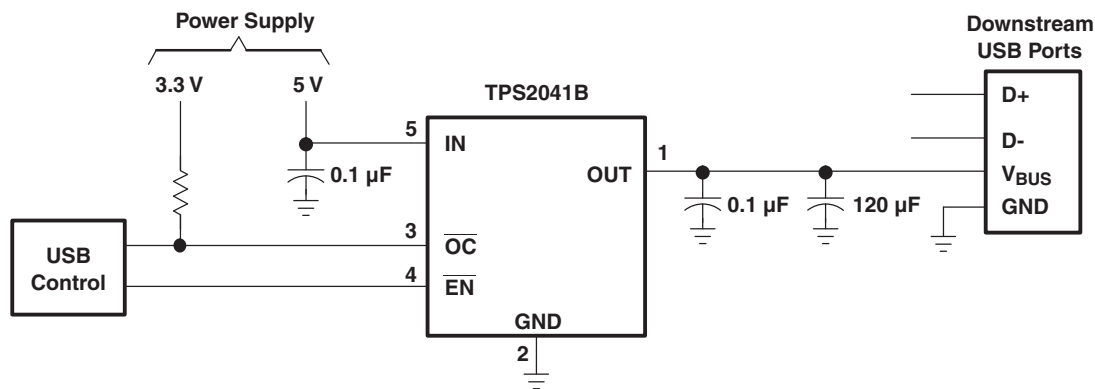 Power Supply
3.3 V
5 V
TPS2041B
Downstream
USB Ports
D+
D-
V_BUS
GND
5
IN
0.1 µF
1
OUT
0.1 µF
120 µF
USB
Control
3
OC
4
EN
GND
2